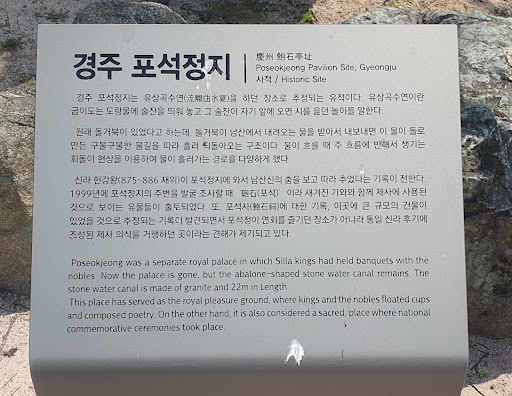 경주 포석정지
慶州 鮑石亭址
Poseokjeong Pavilion Site, Gyeongju
사적 / Historic Site
경주 포석정지는 유상곡수연(流觴曲水宴)을 하던 장소로 추정되는 유적이다. 유상곡수연이란
굽이도는 도랑물에 술잔을 띄워 놓고 그 술잔이 자기 앞에 오면 시를 읊던 놀이를 말한다.
원래 돌거북이 있었다고 하는데, 돌거북이 남산에서 내려오는 물을 받아서 내보내면 이 물이 돌로
만든 구불구불한 물길을 따라 흘러 되돌아오는 구조이다. 물이 흐를 때 주 흐름에 반해서 생기는
회돌이 현상을 이용하여 물이 흘러가는 경로를 다양하게 했다.
신라 헌강왕(875~886 재위)이 포석정지에 와서 남산신의 춤을 보고 따라 추었다는 기록이 전한다.
1999년에 포석정지의 주변을 발굴 조사할 때 ‘砲石(포석)’이라 새겨진 기와와 함께 제사에 사용된
것으로 보이는 유물들이 출토되었다. 또, 포석사(鮑石祠)에 대한 기록, 이곳에 큰 규모의 건물이
있었을 것으로 추정되는 기록이 발견되면서 포석정이 연회를 즐기던 장소가 아니라 통일 신라 후기에
조성된 제사 의식을 거행하던 곳이라는 견해가 제기되고 있다.
Poseokjeong was a separate royal palace in which Silla kings had held banquets with the
nobles. Now the palace is gone, but the abalone-shaped stone water canal remains. The
stone water canal is made of granite and 22m in Length.
This place has served as the royal pleasure ground, where kings and the nobles floated cups
and composed poetry. On the other hand, it is also considered a sacred, place where national
commemorative ceremonies took place.